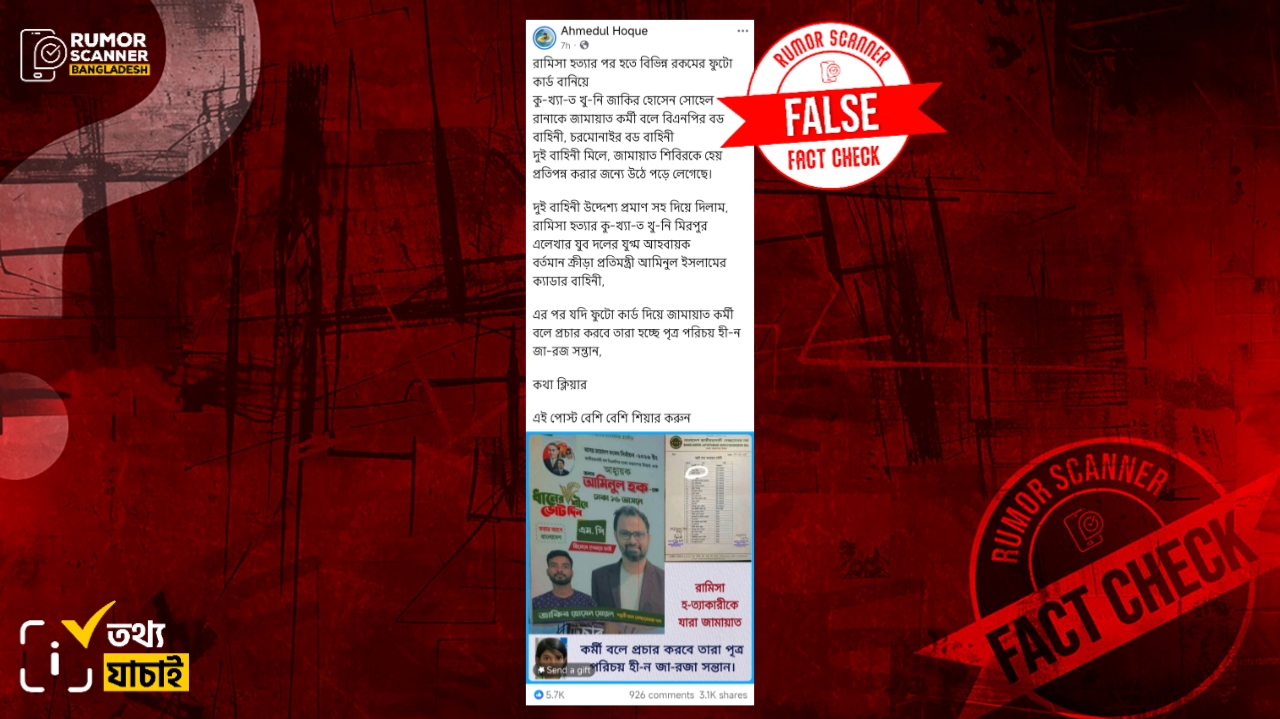 RUMOR
SCANNER
BANGLADESH
Ahmedul Hoque
7h
রামিসা হত্যার পর হতে বিভিন্ন রকমের ফুটো
কার্ড বানিয়ে
কু-খ্যা-ত খু-নি জাকির হোসেন সোহেল
রানাকে জামায়াত কর্মী বলে বিএনপির বড
বাহিনী, চরমোনাইর বড বাহিনী
দুই বাহিনী মিলে, জামায়াত শিবিরকে হেয়
প্রতিপন্ন করার জন্যে উঠে পড়ে লেগেছে।
দুই বাহিনী উদ্দেশ্য প্রমাণ সহ দিয়ে দিলাম,
রামিসা হত্যার কু-খ্যা-ত খু-নি মিরপুর
এলেখার যুব দলের যুগ্ম আহবায়ক
বর্তমান ক্রীড়া প্রতিমন্ত্রী আমিনুল ইসলামের
ক্যাডার বাহিনী,
এর পর যদি ফুটো কার্ড দিয়ে জামায়াত কর্মী
বলে প্রচার করবে তারা হচ্ছে পৃত্র পরিচয় হী-ন
জা-রজ সন্তান,
কথা ক্লিয়ার
এই পোস্ট বেশি বেশি শিয়ার করুন
আহ্বায়ক
আমিনুল হক
ঢাকা ১৬ আসনে
ধানের শীষে
ভোট দিন
এম. পি
জাকির হোসেন সোহেল
রামিসা
হ-ত্যাকারীকে
যারা জামায়াত
কর্মী বলে প্রচার করবে তারা পৃত্র
পরিচয় হী-ন জা-রজা সন্তান।
Send a gift
5.7K
926 comments 3.1K shares
RUMOR SCANNER
FALSE
FACT CHECK
তথ্য
যাচাই
RUMOR SCANNER
FACT CHECK